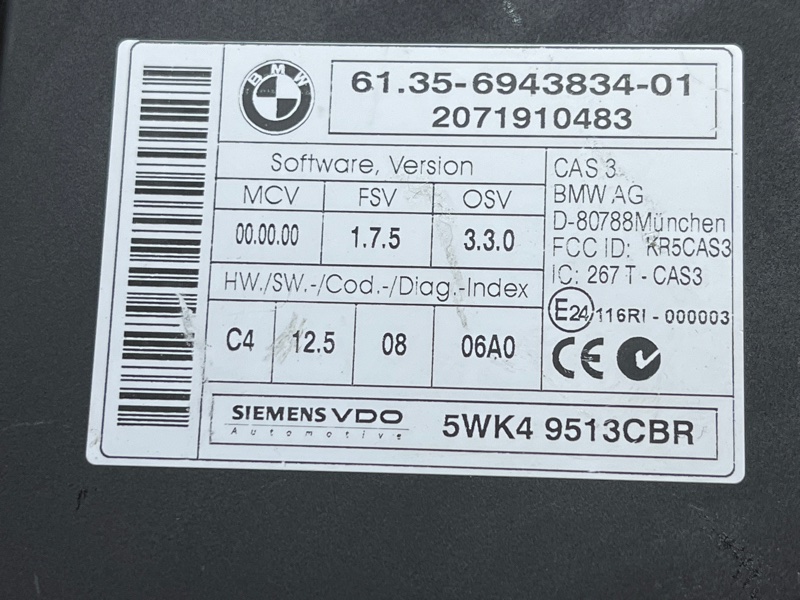 BMW
61.35-6943834-01
2071910483
Software, Version
MCV FSV OSV
00.00.00 1.7.5 3.3.0
HW./SW.-/Cod.-/Diag.-Index
C4 12.5 08 06A0
CAS 3
BMW AG
D-80788München
FCC ID: KR5CAS3
IC: 267 T - CAS3
E24 116RI - 000003
CE
SIEMENS VDO
Automotive
5WK4 9513CBR